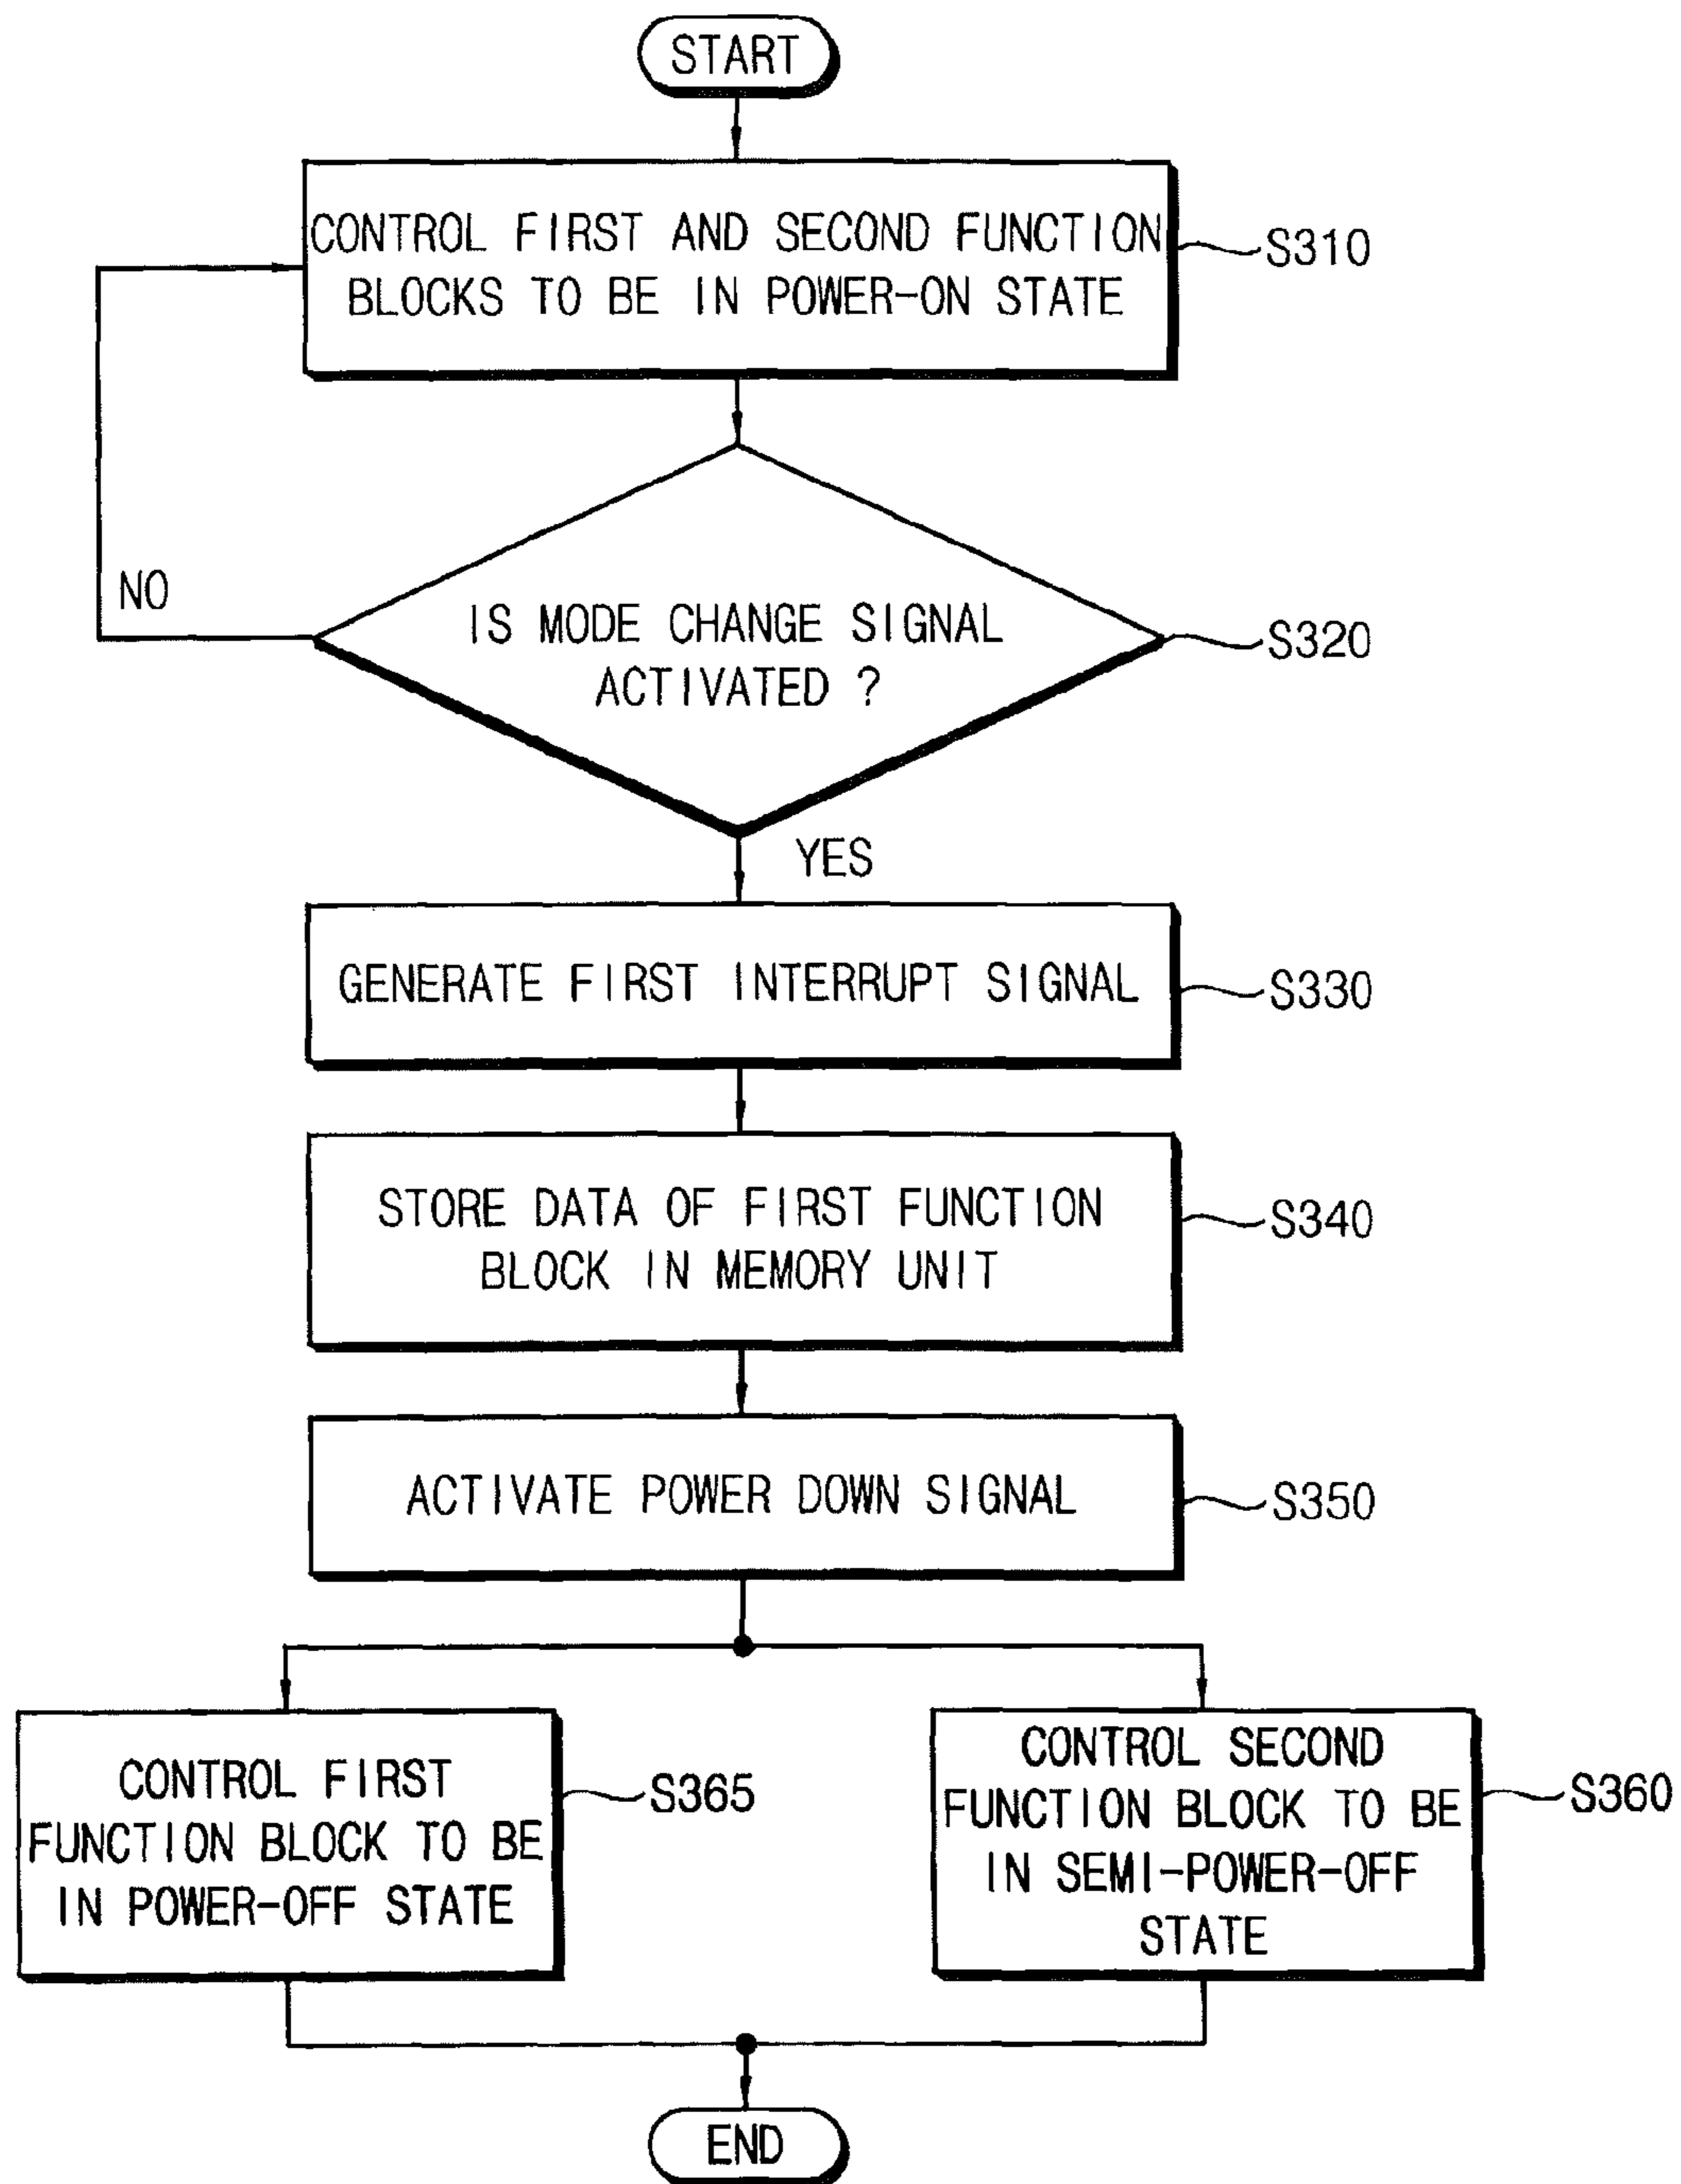 START
CONTROL FIRST AND SECOND FUNCTION
BLOCKS TO BE IN POWER-ON STATE
S310
NO
IS MODE CHANGE SIGNAL
ACTIVATED ?
S320
YES
GENERATE FIRST INTERRUPT SIGNAL
S330
STORE DATA OF FIRST FUNCTION
BLOCK IN MEMORY UNIT
S340
ACTIVATE POWER DOWN SIGNAL
S350
CONTROL FIRST
FUNCTION BLOCK TO BE
IN POWER-OFF STATE
S365
CONTROL SECOND
FUNCTION BLOCK TO BE
IN SEMI-POWER-OFF
STATE
S360
END